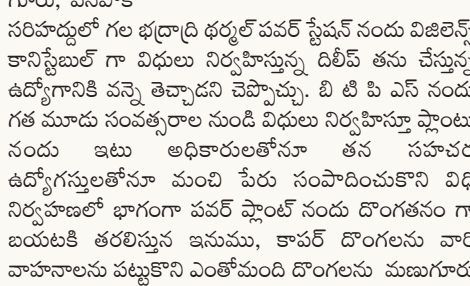 సరిహద్దులో గల భద్రాద్రి థర్మల్ పవర్ స్టేషన్ నందు విజిలెన్స్
కానిస్టేబుల్ గా విధులు నిర్వహిస్తున్న దిలీప్ తను చేస్తున్న
ఉద్యోగానికి వన్నె తెచ్చాడని చెప్పొచ్చు. బి టి పి ఎస్ నందు
గత మూడు సంవత్సరాల నుండి విధులు నిర్వహిస్తూ ప్లాంటు
నందు ఇటు అధికారులతోనూ తన సహచర
ఉద్యోగస్తులతోనూ మంచి పేరు సంపాదించుకొని విధి
నిర్వహణలో భాగంగా పవర్ ప్లాంట్ నందు దొంగతనం గా
బయటకి తరలిస్తున ఇనుము, కాపర్ దొంగలను వారి
వాహనాలను పట్టుకొని ఎంతోమంది దొంగలను మణుగూరు